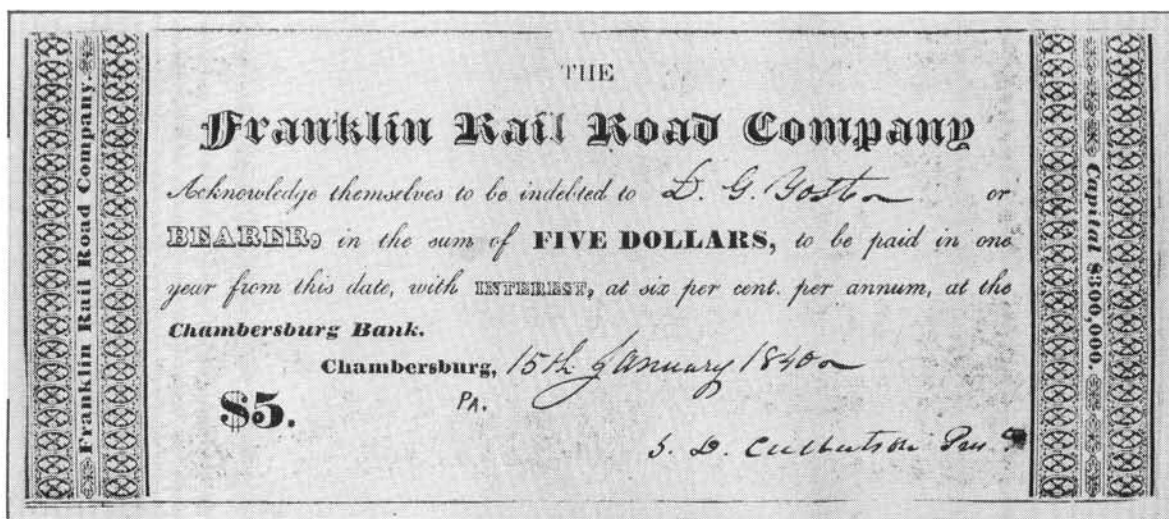 Franklin Rail Road Company.
THE
Franklin Rail Road Company
Acknowledge themselves to be indebted to D. G. Yoster or
BEARER, in the sum of FIVE DOLLARS, to be paid in one
year from this date, with INTEREST, at six per cent. per annum, at the
Chambersburg Bank.
Chambersburg, 15th January 1840
PA.
$5.
S. D. Culbertson Pres
Capital $300,000.